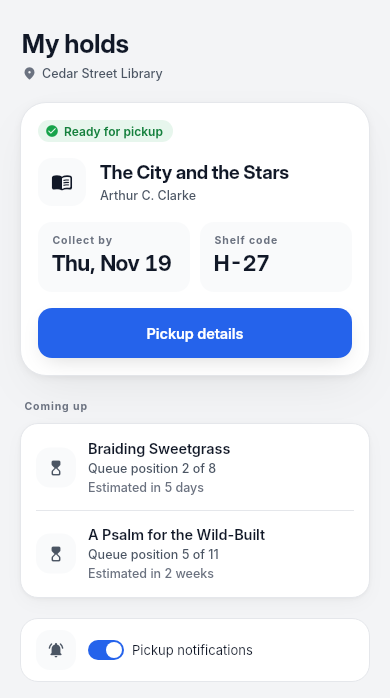 My holds
Cedar Street Library
Ready for pickup
The City and the Stars
Arthur C. Clarke
Collect by
Thu, Nov 19
Shelf code
H-27
Pickup details
Coming up
Braiding Sweetgrass
Queue position 2 of 8
Estimated in 5 days
A Psalm for the Wild-Built
Queue position 5 of 11
Estimated in 2 weeks
Pickup notifications